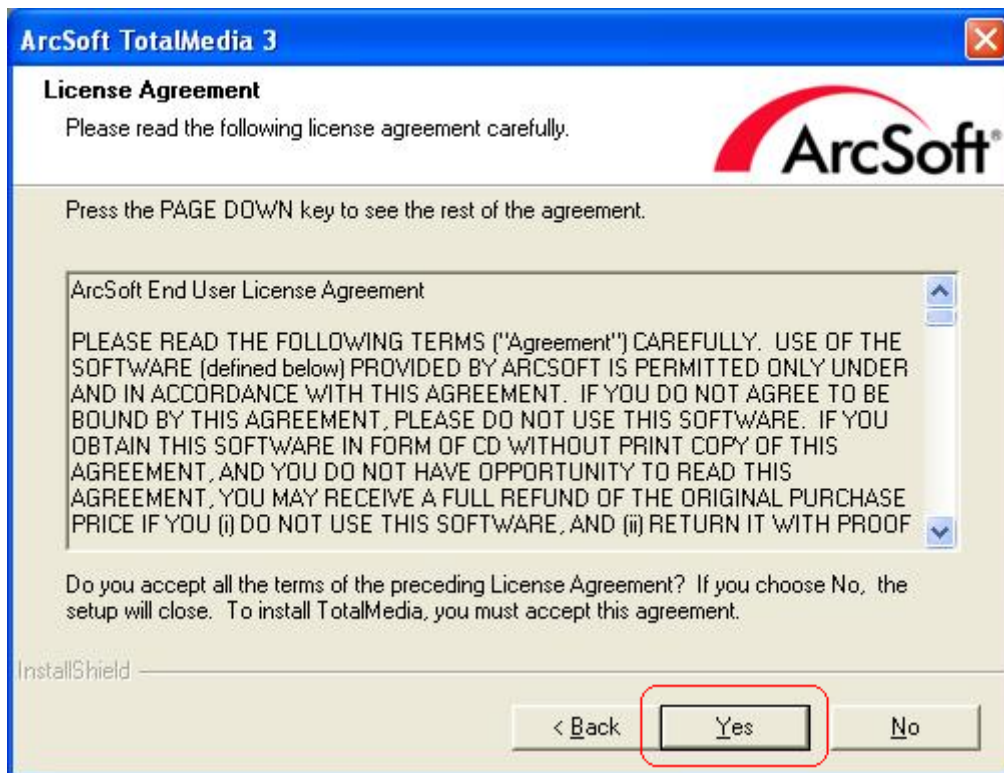 ArcSoft TotalMedia 3
License Agreement
Please read the following license agreement carefully.
ArcSoft®
Press the PAGE DOWN key to see the rest of the agreement.
ArcSoft End User License Agreement
PLEASE READ THE FOLLOWING TERMS ("Agreement") CAREFULLY.  USE OF THE
SOFTWARE (defined below) PROVIDED BY ARCSOFT IS PERMITTED ONLY UNDER
AND IN ACCORDANCE WITH THIS AGREEMENT.  IF YOU DO NOT AGREE TO BE
BOUND BY THIS AGREEMENT, PLEASE DO NOT USE THIS SOFTWARE.  IF YOU
OBTAIN THIS SOFTWARE IN FORM OF CD WITHOUT PRINT COPY OF THIS
AGREEMENT, AND YOU DO NOT HAVE OPPORTUNITY TO READ THIS
AGREEMENT, YOU MAY RECEIVE A FULL REFUND OF THE ORIGINAL PURCHASE
PRICE IF YOU (i) DO NOT USE THIS SOFTWARE, AND (ii) RETURN IT WITH PROOF
Do you accept all the terms of the preceding License Agreement?  If you choose No,  the
setup will close.  To install TotalMedia, you must accept this agreement.
InstallShield
< Back
Yes
No